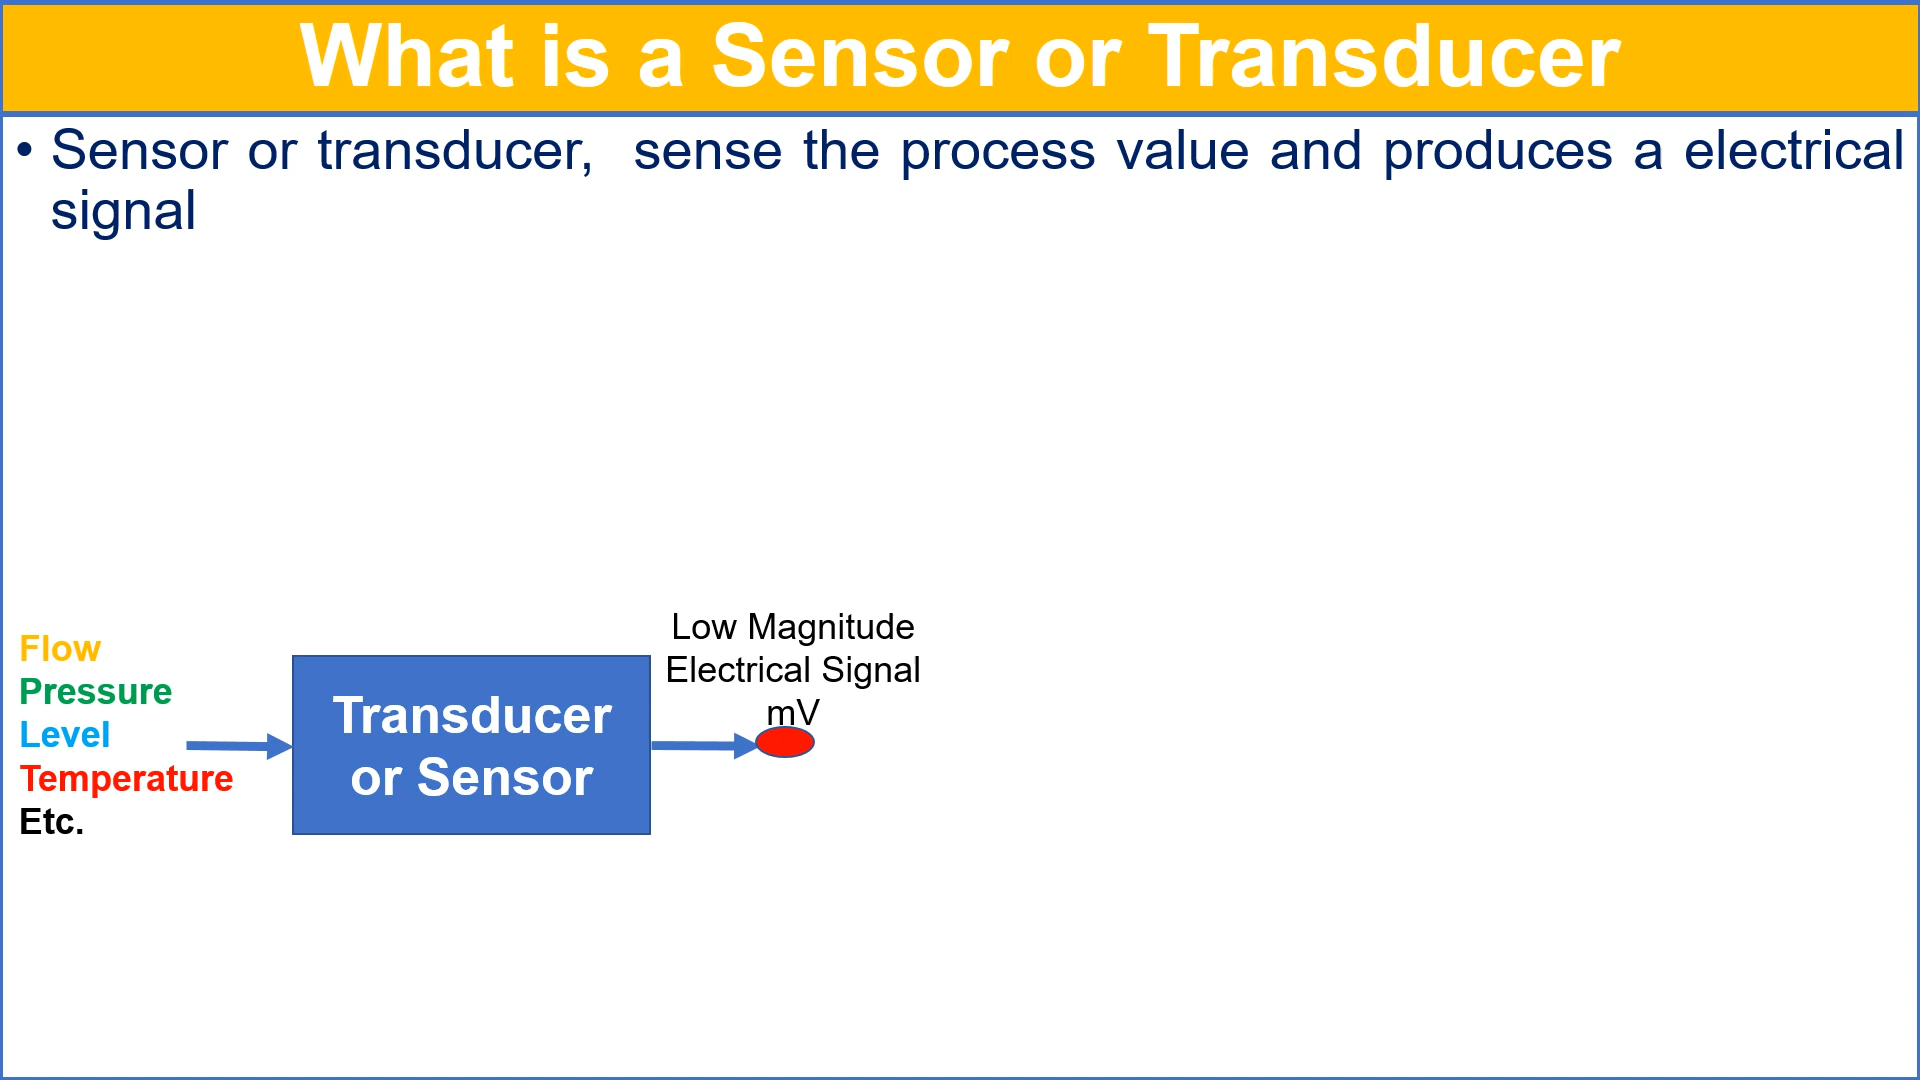 What is a Sensor or Transducer
• Sensor or transducer,  sense the process value and produces a electrical
signal
Flow
Pressure
Level
Temperature
Etc.
Transducer
or Sensor
Low Magnitude
Electrical Signal
mV